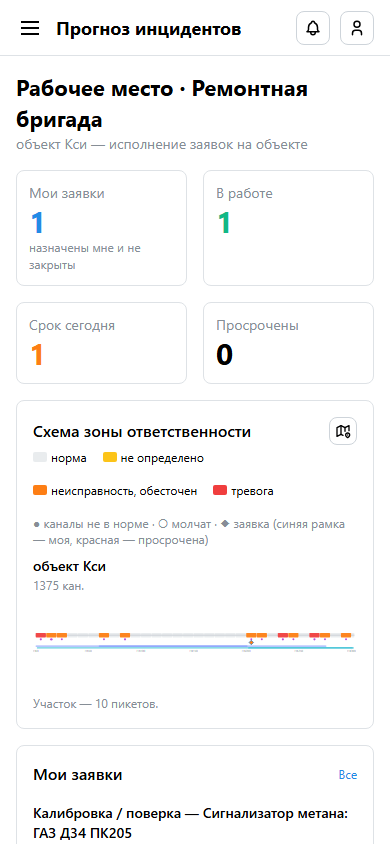 Прогноз инцидентов
Рабочее место · Ремонтная
бригада
объект Кси — исполнение заявок на объекте
Мои заявки
1
назначены мне и не
закрыты
В работе
1
Срок сегодня
1
Просрочены
0
Схема зоны ответственности
норма
не определено
неисправность, обесточен
тревога
● каналы не в норме · ○ молчат · ◆ заявка (синяя рамка
— моя, красная — просрочена)
объект Кси
1375 кан.
Участок — 10 пикетов.
Мои заявки
Все
Калибровка / поверка — Сигнализатор метана:
ГАЗ Д34 ПК205